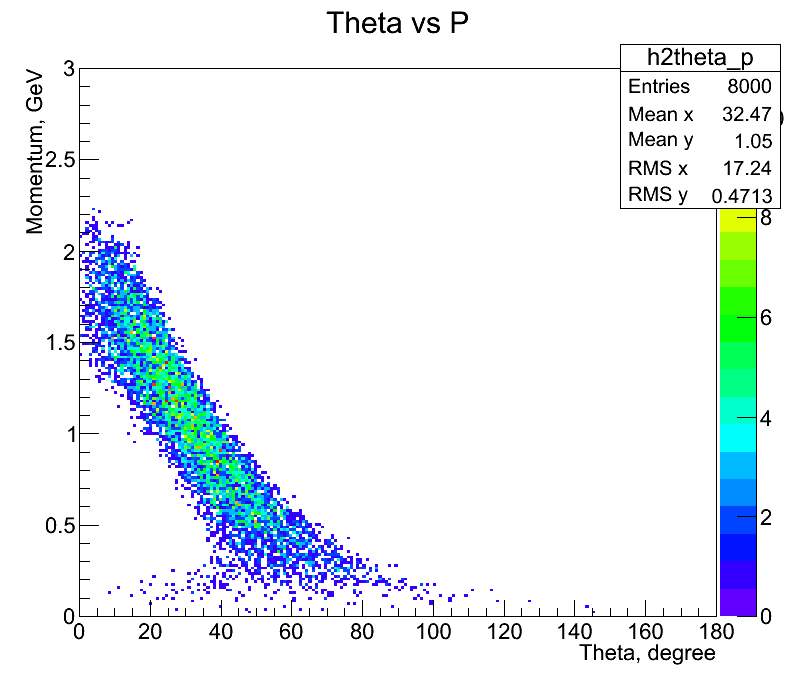 Theta vs P
h2theta_p
Entries 8000
Mean x 32.47
Mean y 1.05
RMS x 17.24
RMS y 0.4713
Momentum, GeV
3
2.5
2
1.5
1
0.5
0
8
6
4
2
0
0 20 40 60 80 100 120 140 160 180
Theta, degree